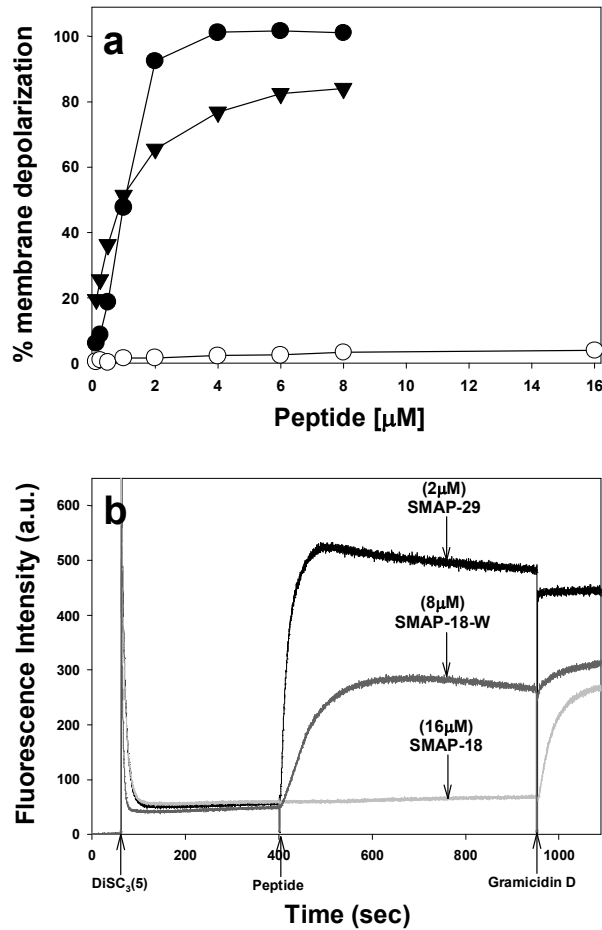 a
100
80
60
40
20
0
% membrane depolarization
0 2 4 6 8 10 12 14 16
Peptide [μM]
b
600
500
400
300
200
100
0
Fluorescence Intensity (a.u.)
(2μM)
SMAP-29
(8μM)
SMAP-18-W
(16μM)
SMAP-18
0 200 400 600 800 1000
DiSC3(5) Peptide Gramicidin D
Time (sec)